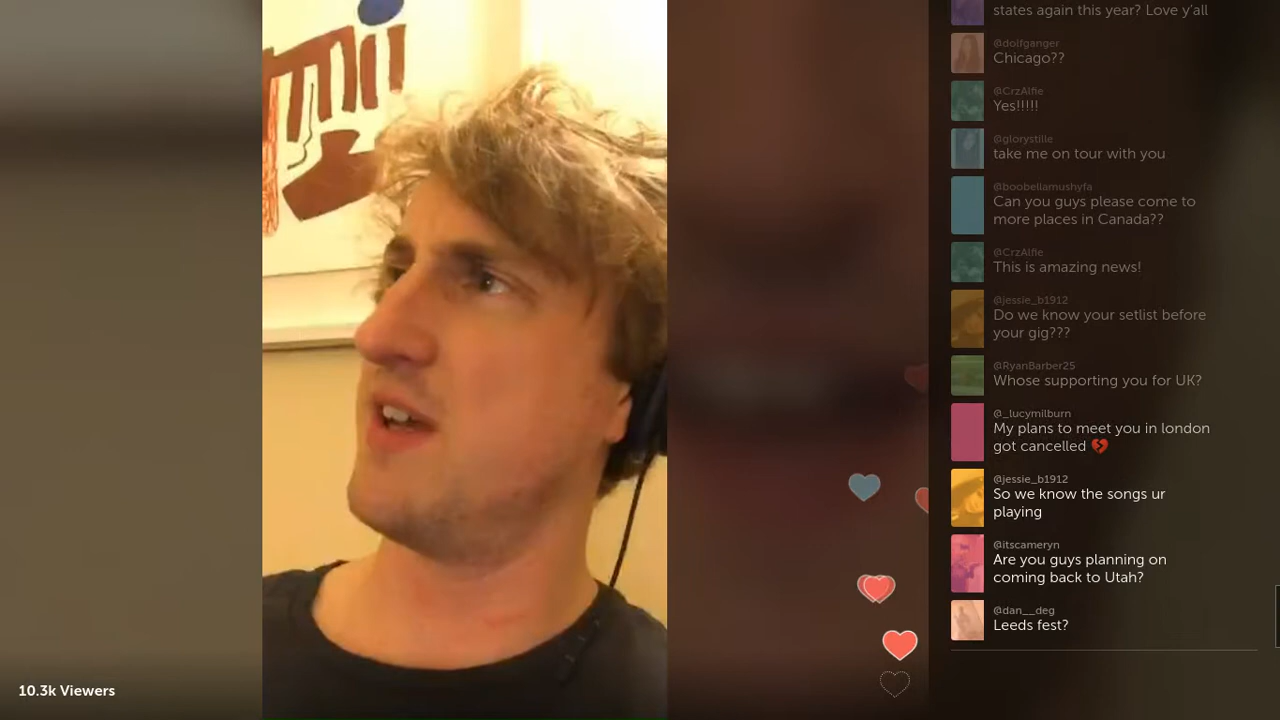 states again this year? Love y'all
@dolfganger
Chicago??
@CrzAlfie
Yes!!!!!
@glorystille
take me on tour with you
@boobellamushyfa
Can you guys please come to
more places in Canada??
@CrzAlfie
This is amazing news!
@jessie_b1912
Do we know your setlist before
your gig???
@RyanBarber25
Whose supporting you for UK?
@_lucymilburn
My plans to meet you in london
got cancelled 💔
@jessie_b1912
So we know the songs ur
playing
@itscameryn
Are you guys planning on
coming back to Utah?
@dan__deg
Leeds fest?
10.3k Viewers